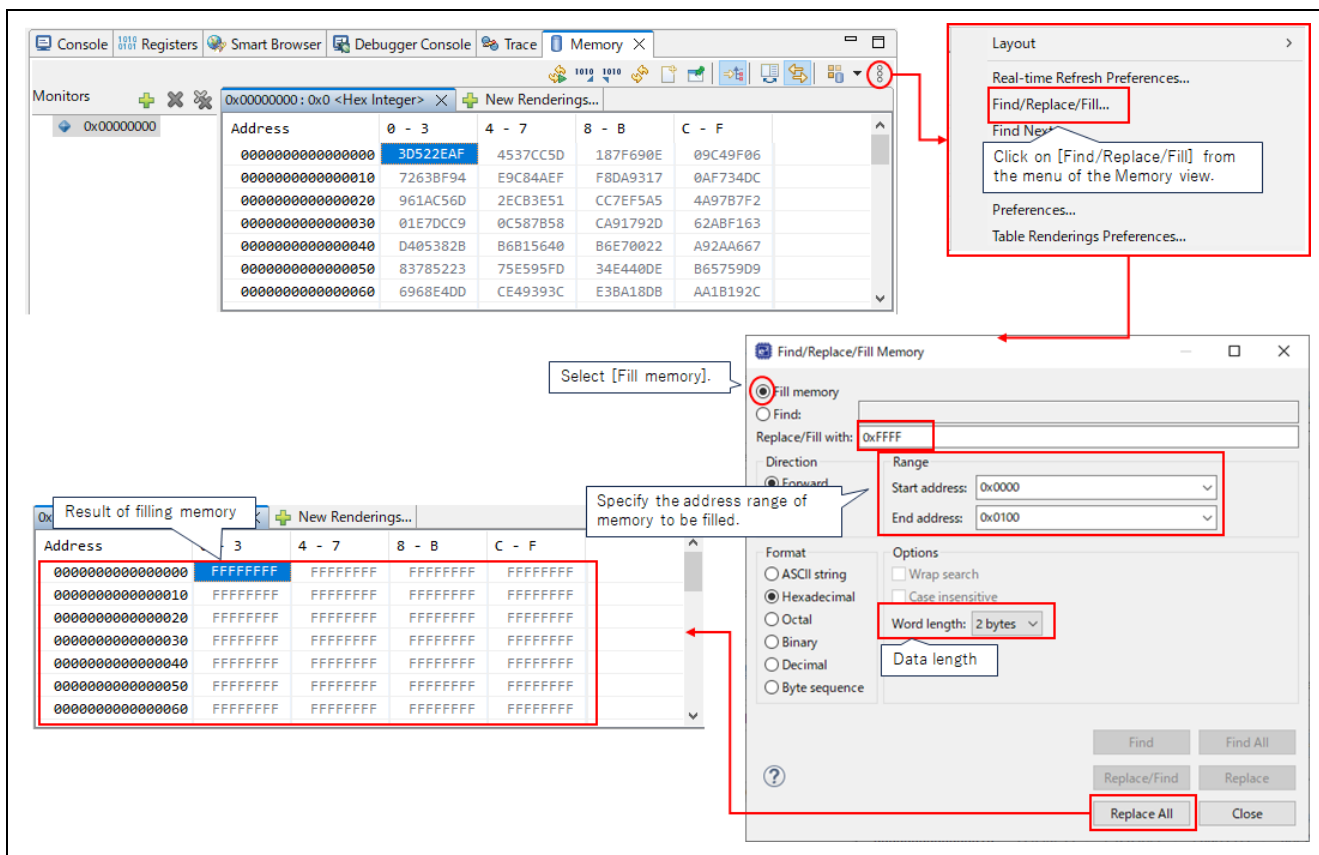 Console Registers Smart Browser Debugger Console Trace Memory
Monitors
0x00000000 : 0x0 <Hex Integer> New Renderings...
0x00000000
Address 0 - 3 4 - 7 8 - B C - F
0000000000000000 3D522EAF 4537CC5D 187F690E 09C49F06
0000000000000010 7263BF94 E9C84AEF F8DA9317 0AF734DC
0000000000000020 961AC56D 2ECB3E51 CC7EF5A5 4A97B7F2
0000000000000030 01E7DCC9 0C587B58 CA91792D 62ABF163
0000000000000040 D405382B B6B15640 B6E70022 A92AA667
0000000000000050 83785223 75E595FD 34E440DE B65759D9
0000000000000060 6968E4DD CE49393C E3BA18DB AA1B192C
Layout
Real-time Refresh Preferences...
Find/Replace/Fill...
Find Next
Click on [Find/Replace/Fill] from
the menu of the Memory view.
Preferences...
Table Renderings Preferences...
Find/Replace/Fill Memory
Select [Fill memory].
Fill memory
Find:
Replace/Fill with: 0xFFFF
Direction
Forward
Range
Start address: 0x0000
End address: 0x0100
Specify the address range of
memory to be filled.
Format
ASCII string
Hexadecimal
Octal
Binary
Decimal
Byte sequence
Options
Wrap search
Case insensitive
Word length: 2 bytes
Data length
Find Find All
Replace/Find Replace
Replace All Close
0x
Result of filling memory
New Renderings...
Address 3 4 - 7 8 - B C - F
0000000000000000 FFFFFFFF FFFFFFFF FFFFFFFF FFFFFFFF
0000000000000010 FFFFFFFF FFFFFFFF FFFFFFFF FFFFFFFF
0000000000000020 FFFFFFFF FFFFFFFF FFFFFFFF FFFFFFFF
0000000000000030 FFFFFFFF FFFFFFFF FFFFFFFF FFFFFFFF
0000000000000040 FFFFFFFF FFFFFFFF FFFFFFFF FFFFFFFF
0000000000000050 FFFFFFFF FFFFFFFF FFFFFFFF FFFFFFFF
0000000000000060 FFFFFFFF FFFFFFFF FFFFFFFF FFFFFFFF